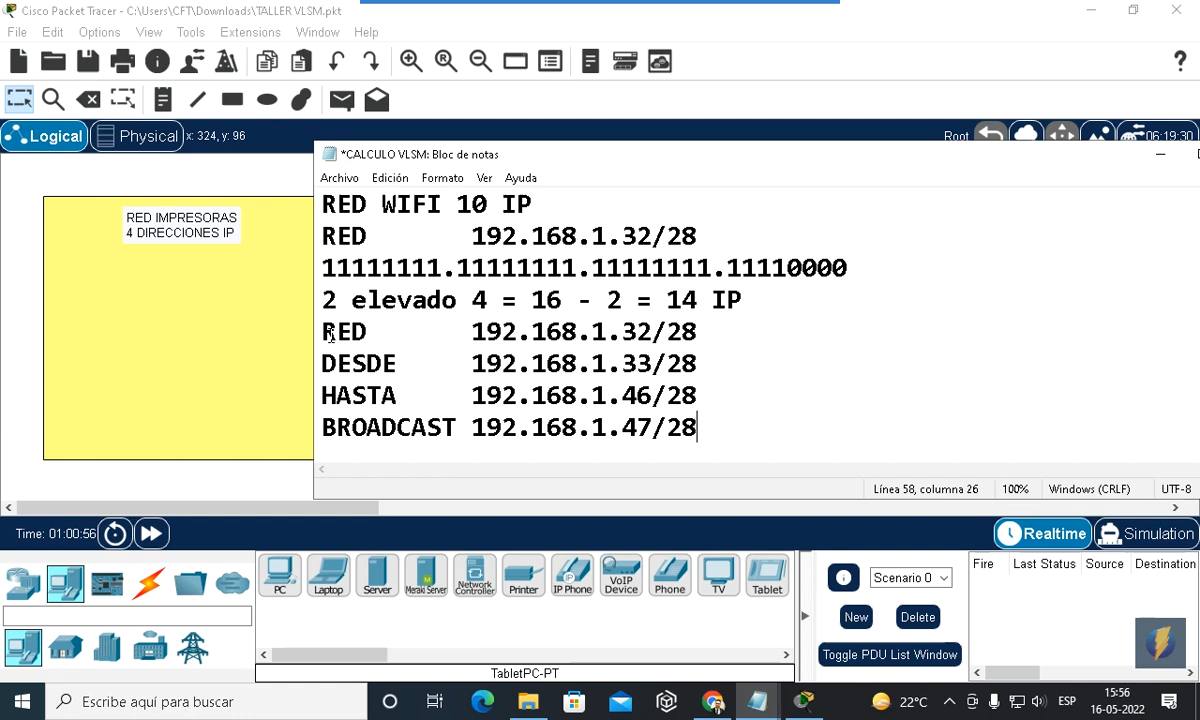 Cisco Packet Tracer - C:\Users\CFT\Downloads\TALLER VLSM.pkt
File Edit Options View Tools Extensions Window Help
Logical Physical x: 324, y: 96 Root 06:19:30
*CALCULO VLSM: Bloc de notas
Archivo Edición Formato Ver Ayuda
RED IMPRESORAS
4 DIRECCIONES IP
RED WIFI 10 IP
RED 192.168.1.32/28
11111111.11111111.11111111.11110000
2 elevado 4 = 16 - 2 = 14 IP
RED 192.168.1.32/28
DESDE 192.168.1.33/28
HASTA 192.168.1.46/28
BROADCAST 192.168.1.47/28
Línea 58, columna 26 100% Windows (CRLF) UTF-8
Time: 01:00:56 Realtime Simulation
PC Laptop Server Meraki Server Network Controller Printer IP Phone VoIP Device Phone TV Tablet
TabletPC-PT
Scenario 0
New Delete
Toggle PDU List Window
Fire Last Status Source Destination
Escribe aquí para buscar
22°C ESP 15:56
16-05-2022